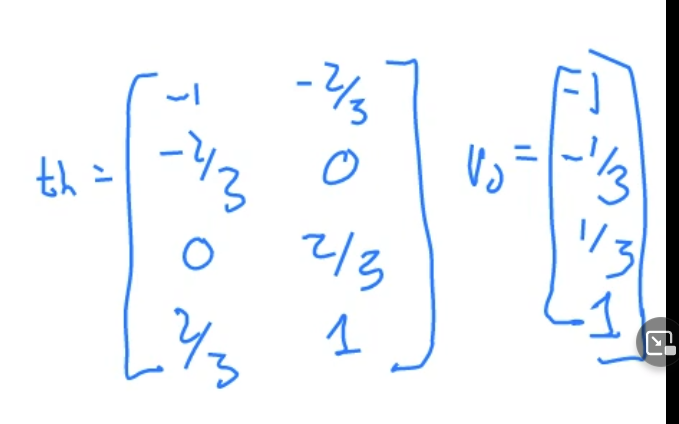 th = [ -1 -2/3 ] v0 = [ -1 ]
[ -2/3 0 ] [ -1/3 ]
[ 0 2/3 ] [ 1/3 ]
[ 2/3 1 ] [ 1 ]